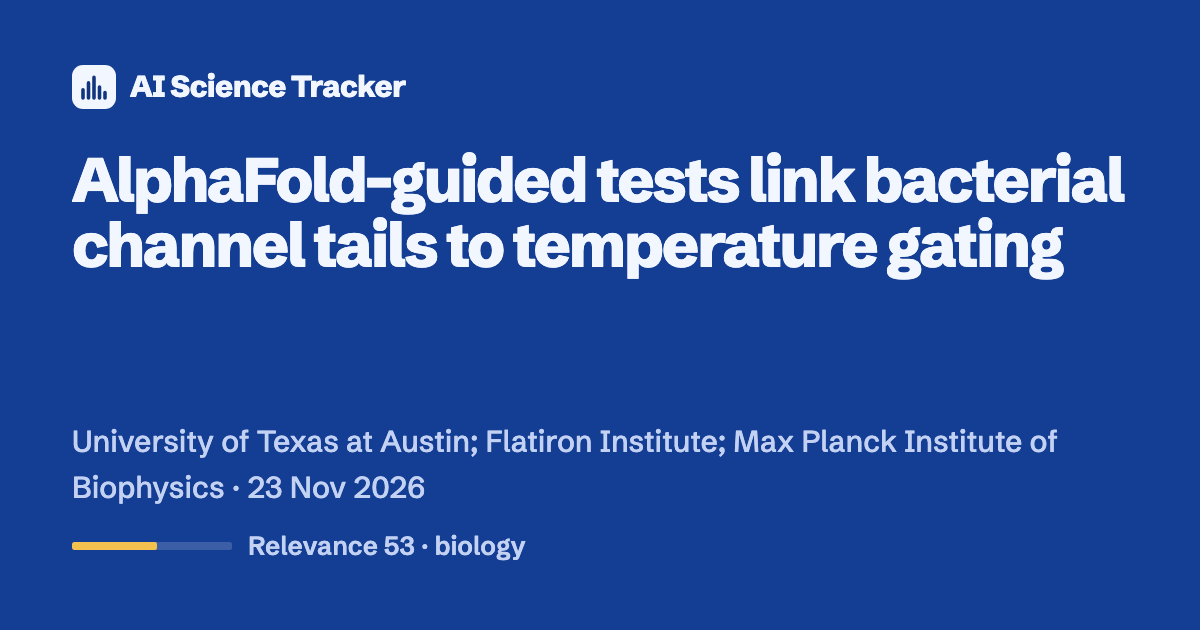 AI Science Tracker
AlphaFold-guided tests link bacterial
channel tails to temperature gating
University of Texas at Austin; Flatiron Institute; Max Planck Institute of
Biophysics · 23 Nov 2026
Relevance 53 · biology